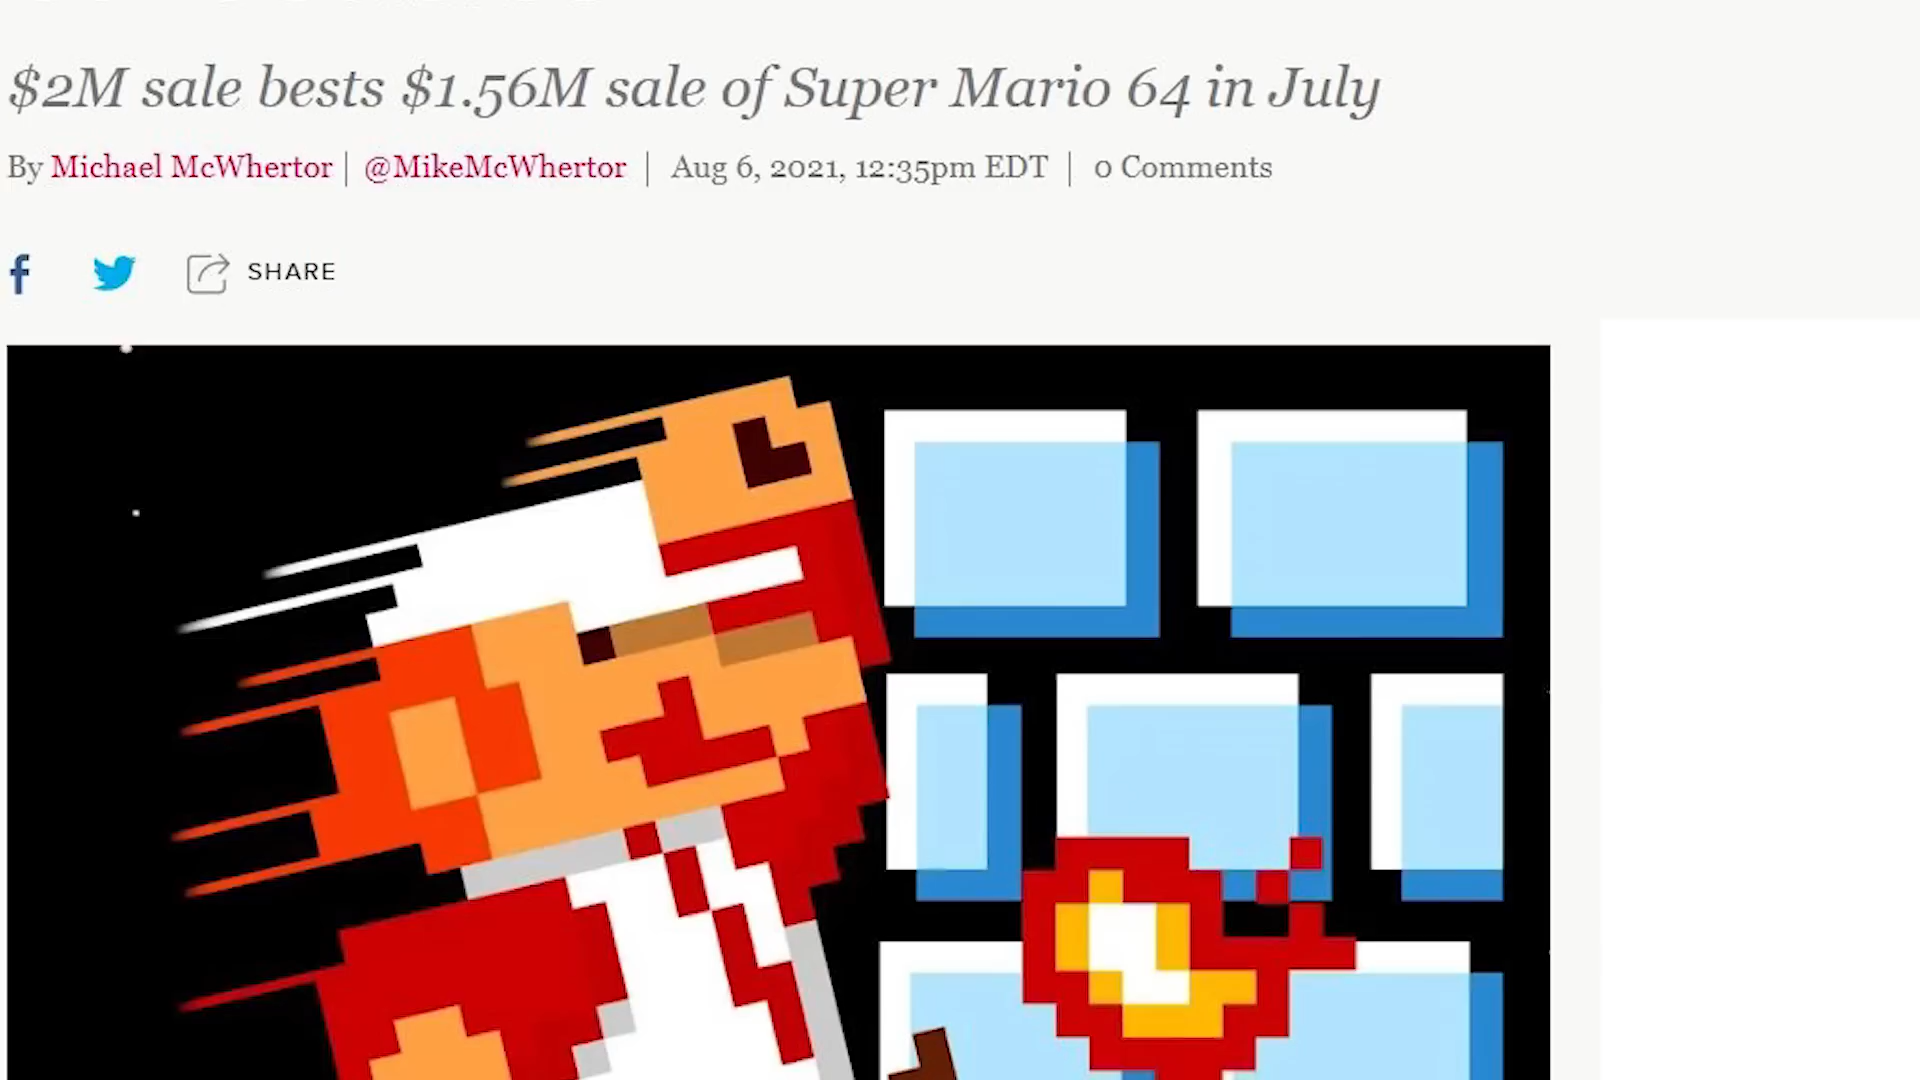 $2M sale bests $1.56M sale of Super Mario 64 in July
By Michael McWhertor | @MikeMcWhertor | Aug 6, 2021, 12:35pm EDT | 0 Comments
SHARE